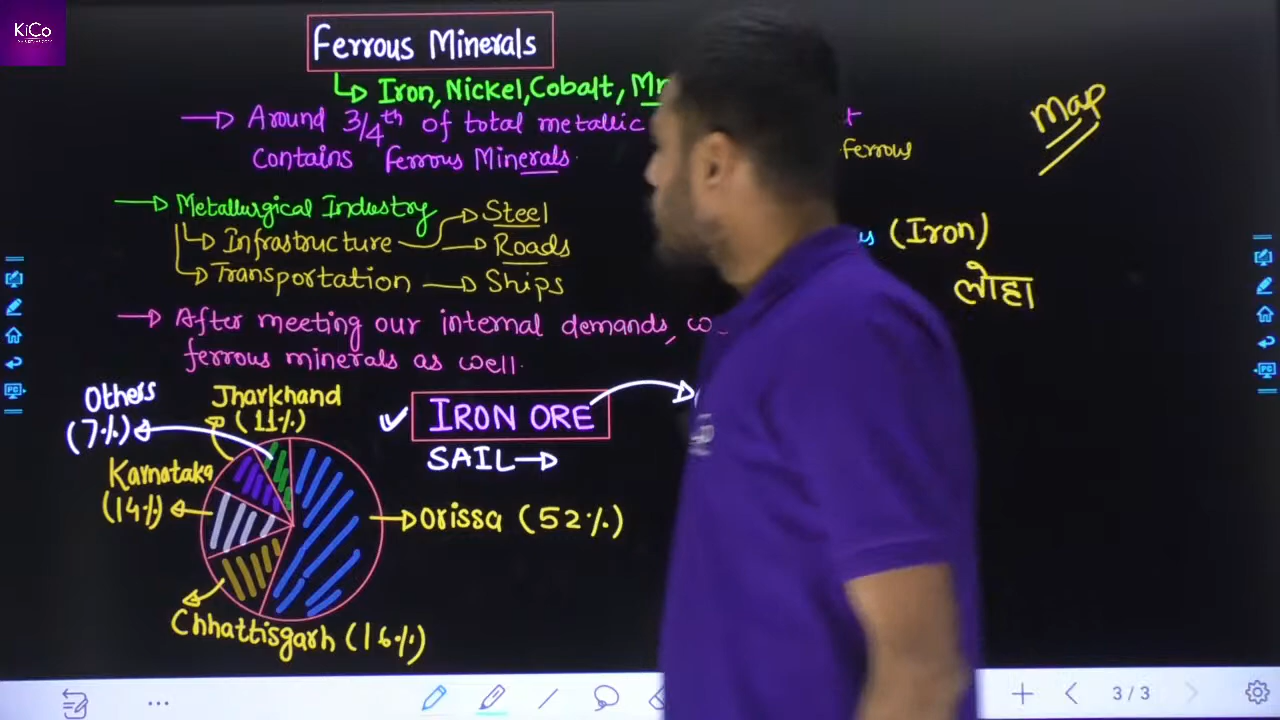 KiCo
Ferrous Minerals
Iron, Nickel, Cobalt,
Map
Around 3/4th of total metallic
contains Ferrous Minerals.
ferrous
Metallurgical Industry
Steel
(Iron)
Infrastructure
Roads
लोहा
Transportation
Ships
After meeting our internal demands,
ferrous minerals as well.
Others
(7%)
Jharkhand
(11%)
IRON ORE
SAIL
Karnataka
(14%)
Orissa (52%)
Chhattisgarh (16%)
PC
PC
3/3